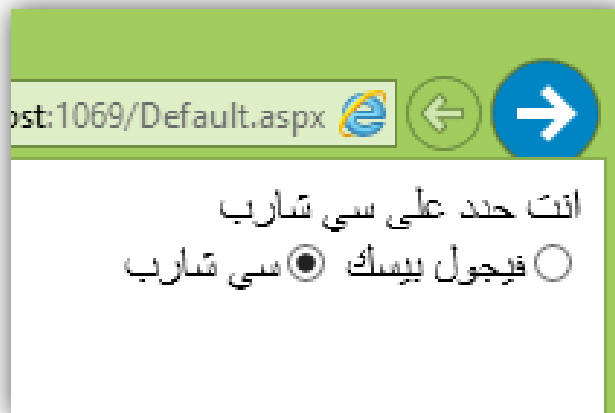 ost:1069/Default.aspx
انت حدد على سي شارب
فيجول بيسك سي شارب